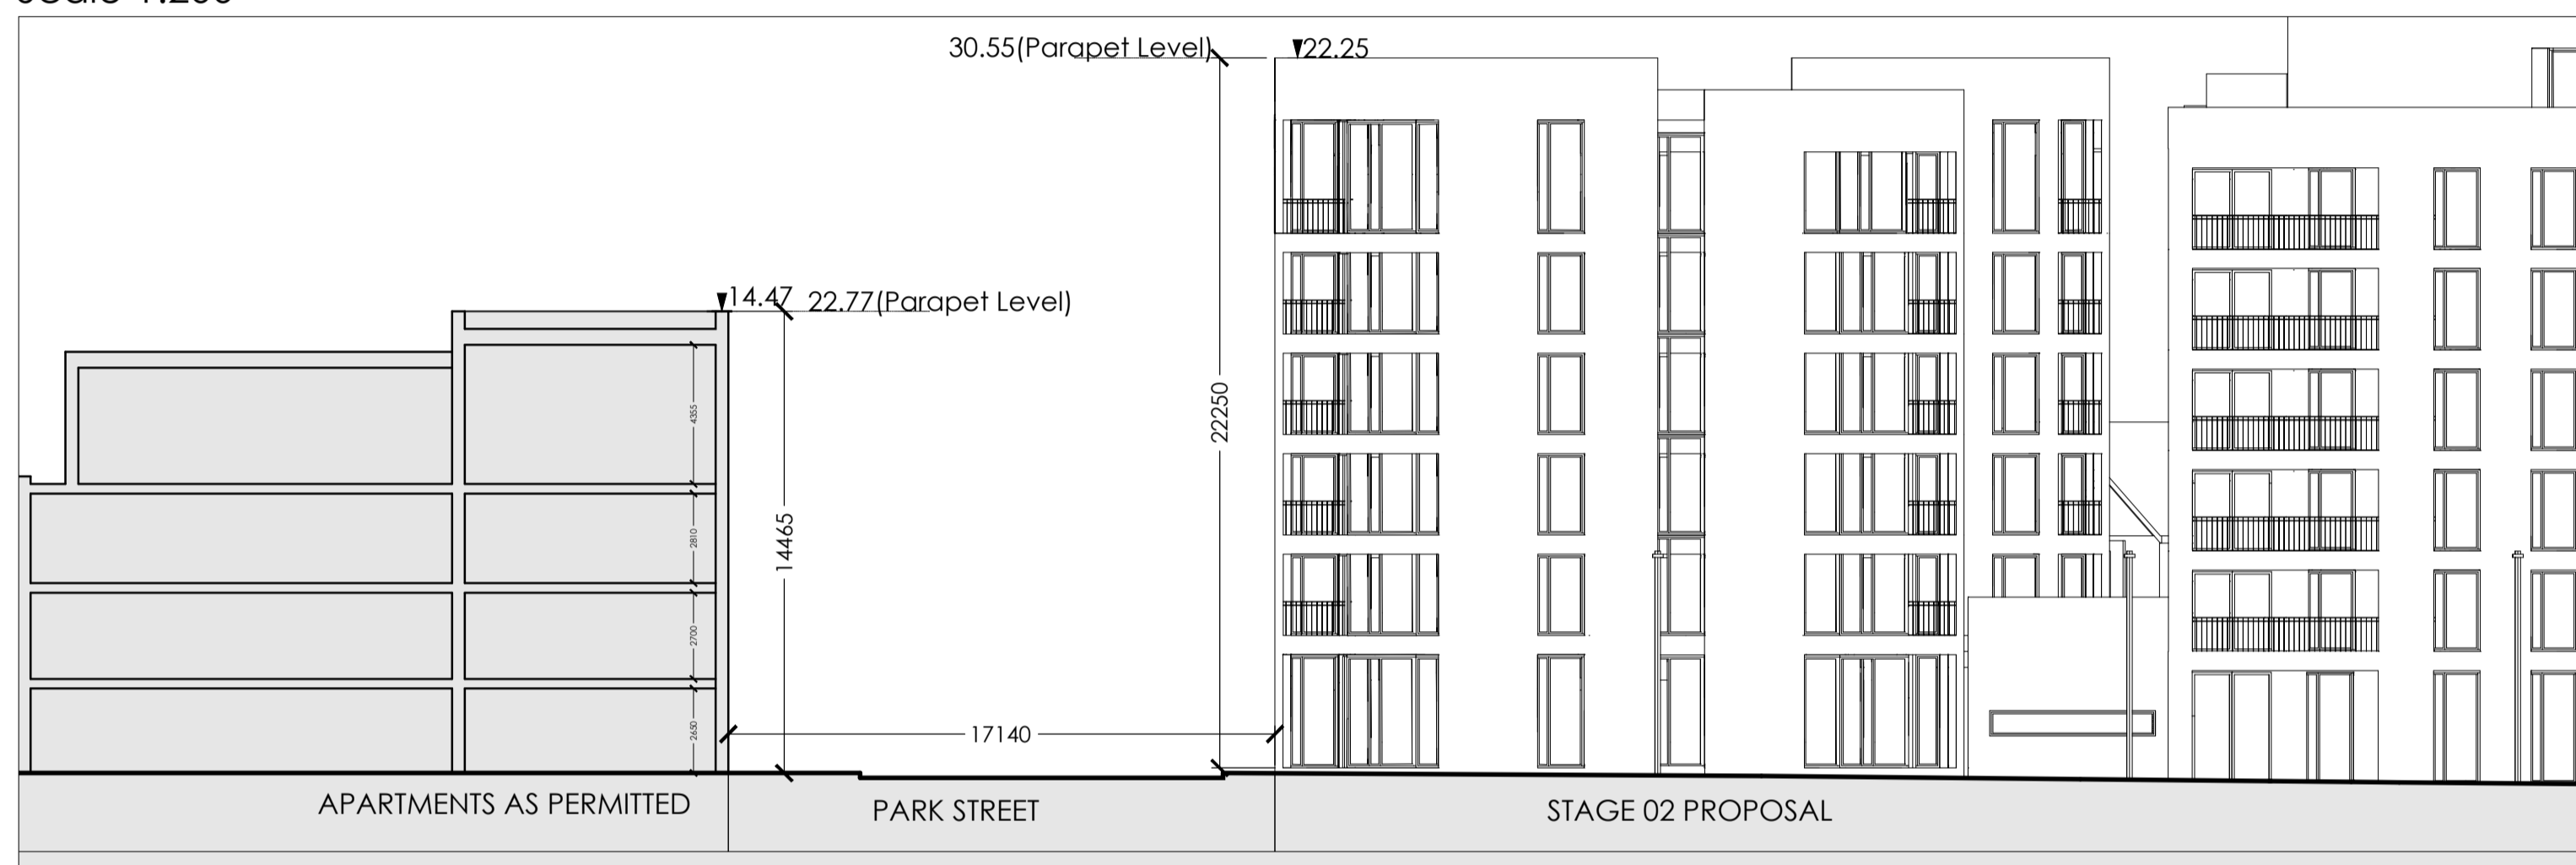 30.55(Parapet Level)
22.25
14.47
22.77(Parapet Level)
4355
22250
2810
14465
2700
2650
17140
APARTMENTS AS PERMITTED
PARK STREET
STAGE 02 PROPOSAL